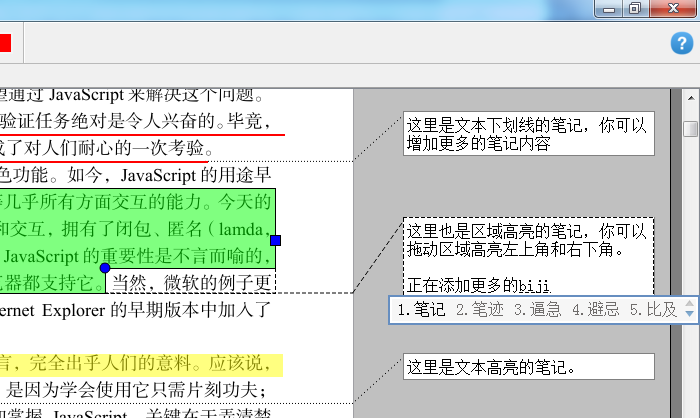 望通过 JavaScript 来解决这个问题。
验证任务绝对是令人兴奋的。毕竟，
成了对人们耐心的一次考验。
色功能。如今，JavaScript 的用途早
等几乎所有方面交互的能力。今天的
和交互，拥有了闭包、匿名（lamda，
JavaScript 的重要性是不言而喻的，
览器都支持它。当然，微软的例子更
ernet Explorer 的早期版本中加入了
言，完全出乎人们的意料。应该说，
是因为学会使用它只需片刻功夫；
和掌握 JavaScript，关键在于弄清楚
这里是文本下划线的笔记，你可以
增加更多的笔记内容
这里也是区域高亮的笔记，你可以
拖动区域高亮左上角和右下角。
正在添加更多的biji
1.笔记 2.笔迹 3.逼急 4.避忌 5.比及
这里是文本高亮的笔记。